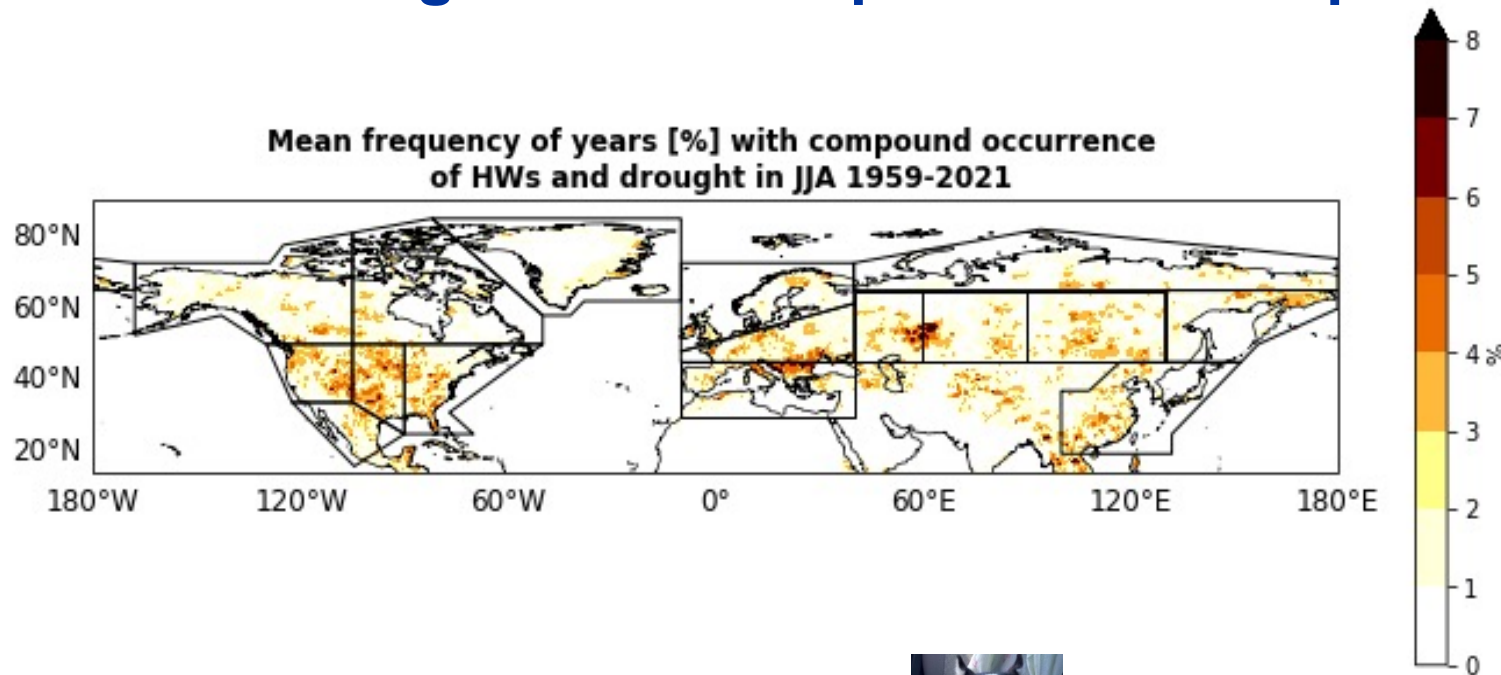 Mean frequency of years [%] with compound occurrence
of HWs and drought in JJA 1959-2021
80°N
60°N
40°N
20°N
180°W 120°W 60°W 0° 60°E 120°E 180°E
8
7
6
5
4
3
2
1
0
%